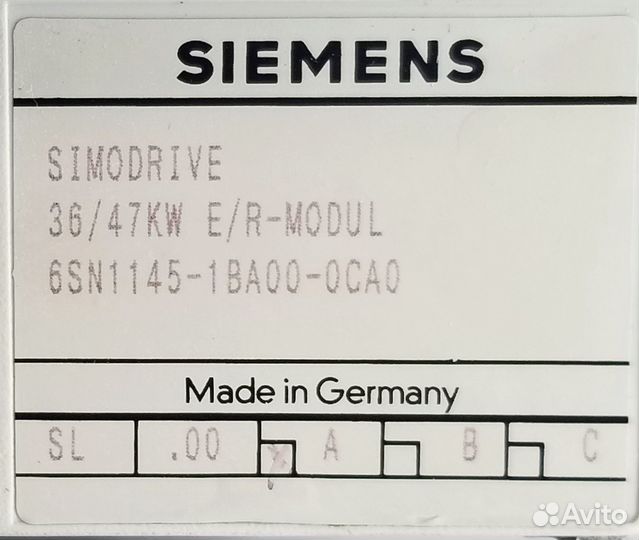 SIEMENS
SIMODRIVE
36/47KW E/R-MODUL
6SN1145-1BA00-0CA0
Made in Germany
SL .00 A B C
Avito